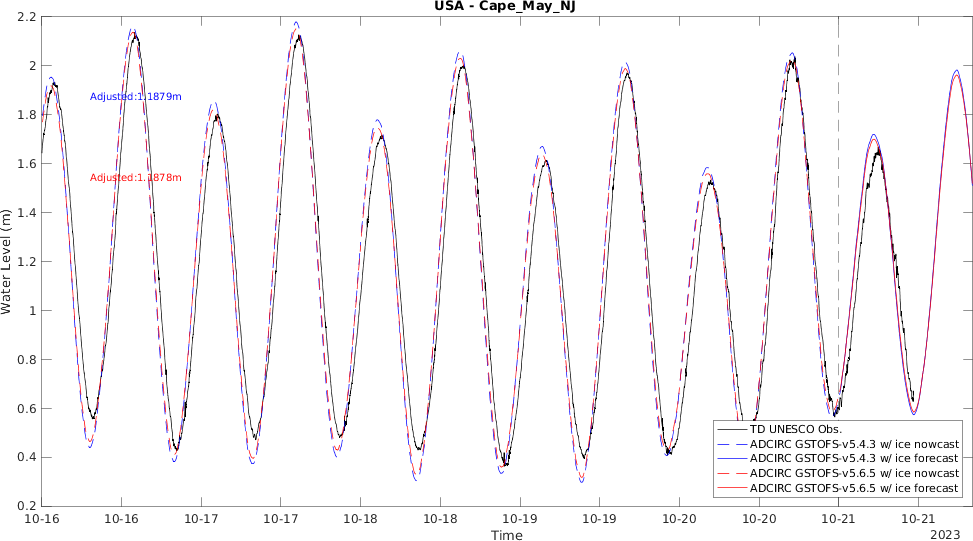 USA - Cape_May_NJ
2.2
2
1.8
1.6
1.4
1.2
1
0.8
0.6
0.4
0.2
Water Level (m)
Adjusted:1.1879m
Adjusted:1.1878m
TD UNESCO Obs.
ADCIRC GSTOFS-v5.4.3 w/ ice nowcast
ADCIRC GSTOFS-v5.4.3 w/ ice forecast
ADCIRC GSTOFS-v5.6.5 w/ ice nowcast
ADCIRC GSTOFS-v5.6.5 w/ ice forecast
10-16 10-16 10-17 10-17 10-18 10-18 10-19 10-19 10-20 10-20 10-21 10-21
Time
2023